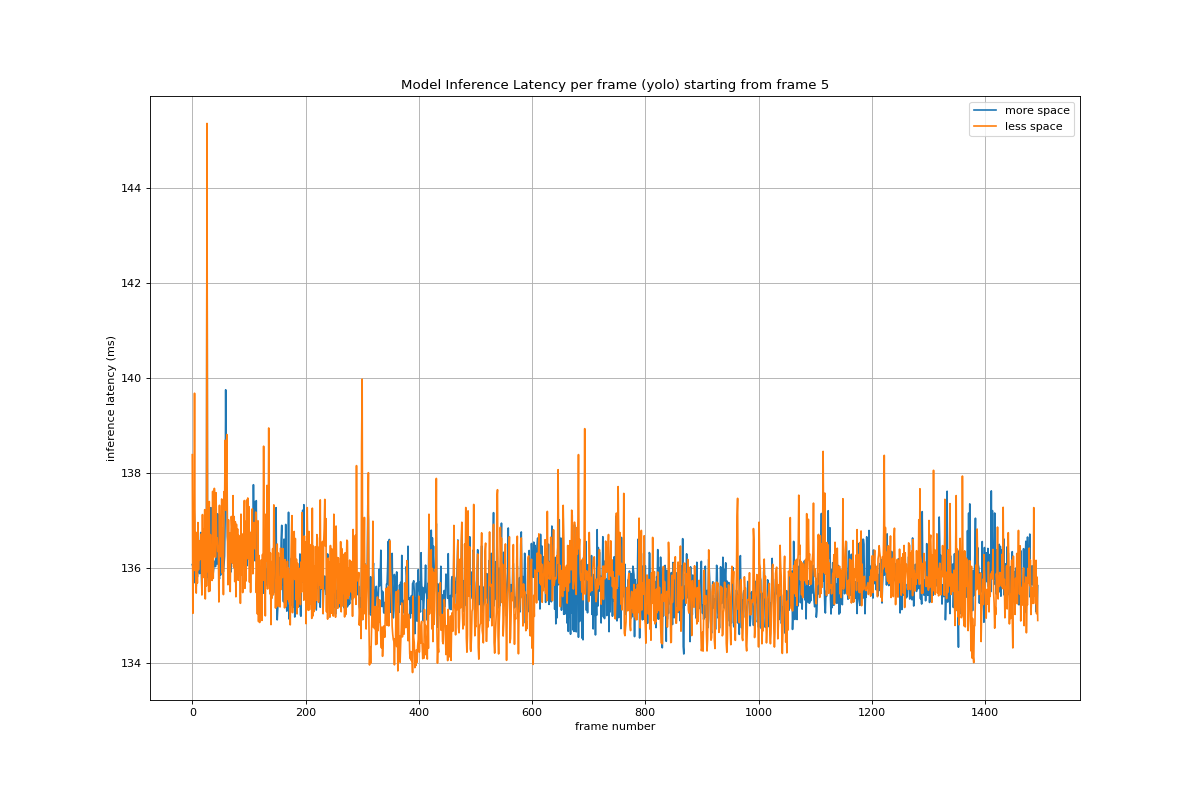 Model Inference Latency per frame (yolo) starting from frame 5
more space
less space
inference latency (ms)
144
142
140
138
136
134
0
200
400
600
800
1000
1200
1400
frame number